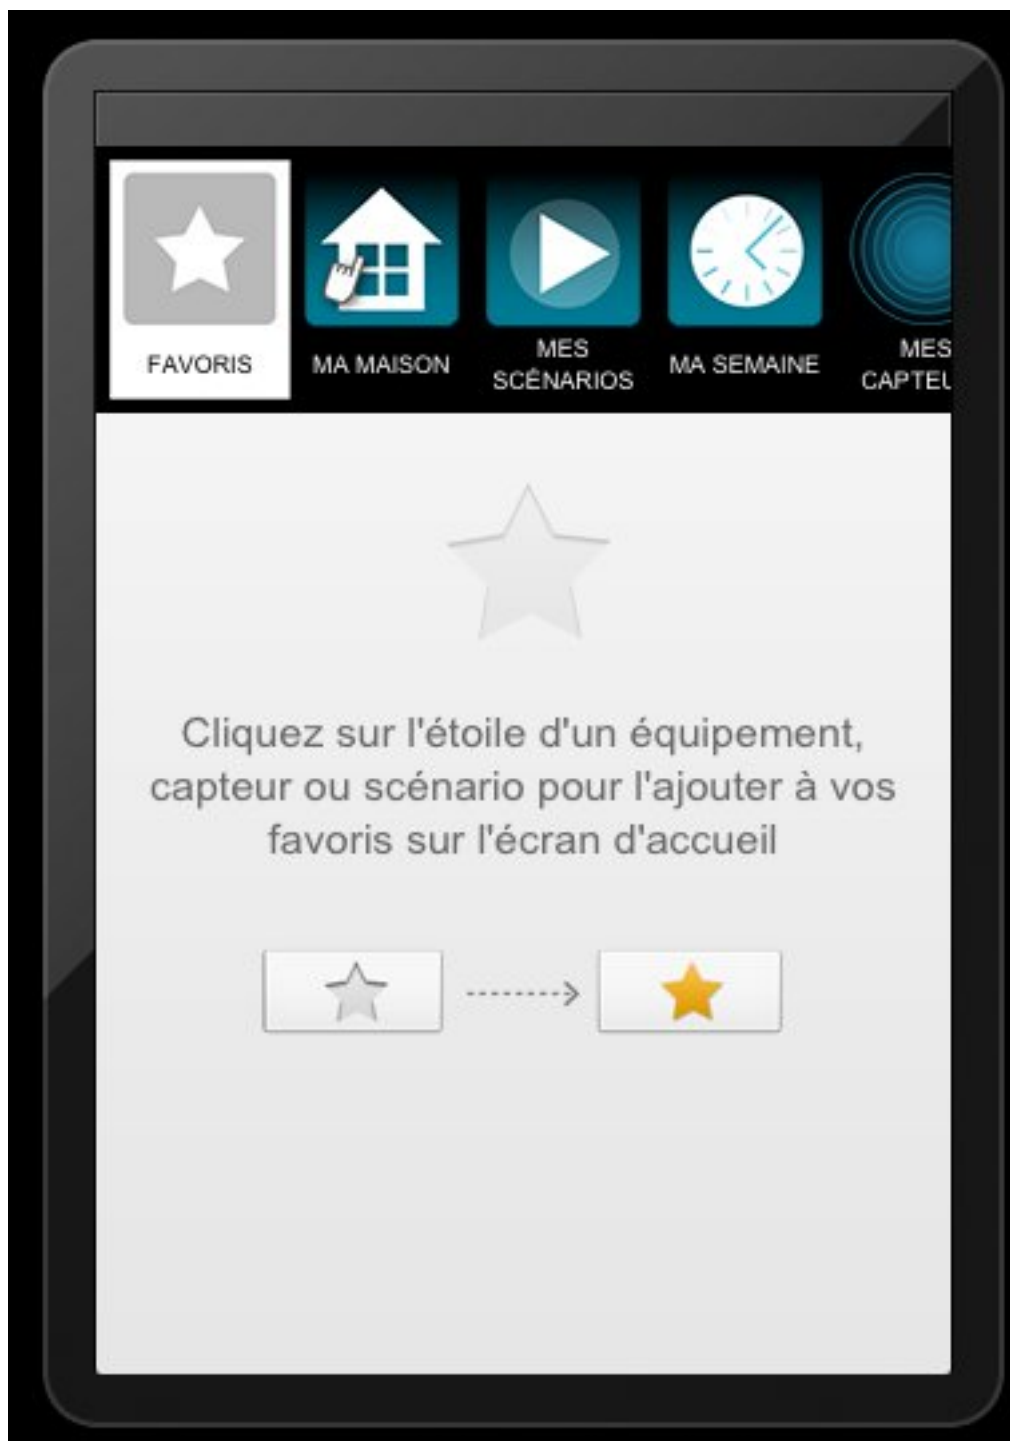 FAVORIS
MA MAISON
MES
SCÉNARIOS
MA SEMAINE
MES
CAPTEU
Cliquez sur l'étoile d'un équipement,
capteur ou scénario pour l'ajouter à vos
favoris sur l'écran d'accueil